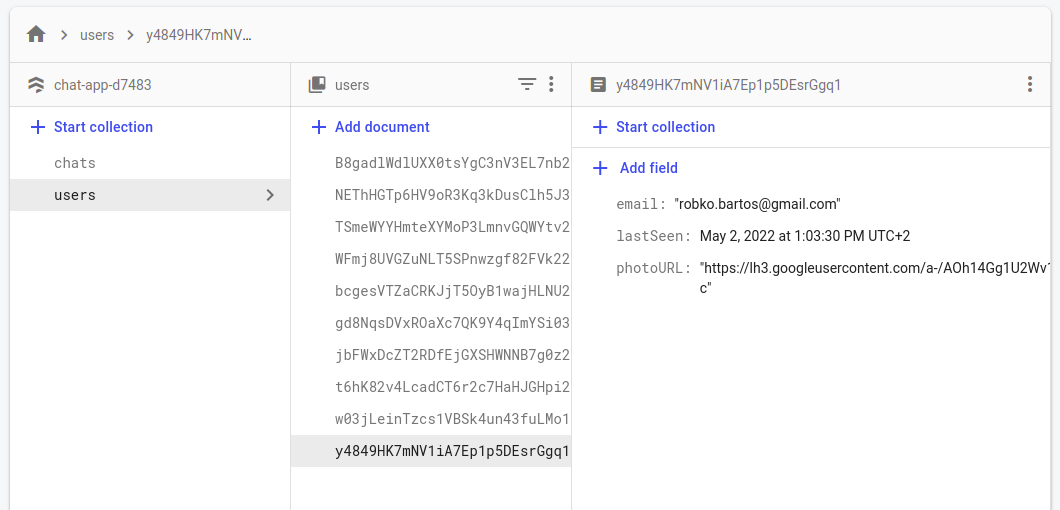 users
y4849HK7mNV...
chat-app-d7483
users
y4849HK7mNV1iA7Ep1p5DEsrGgq1
Start collection
Add document
Start collection
chats
users
B8gadlWdlUXX0tsYgC3nV3EL7nb2
NEThHGTp6HV9oR3Kq3kDusClh5J3
TSmeWYYHmteXYMoP3LmnvGQWYtv2
WFmj8UVGZuNLT5SPnwzgf82FVk22
bcgesVTZaCRKJjT5OyB1wajHLNU2
gd8NqsDVxROaXc7QK9Y4qImYSi03
jbFWxDcZT2RDfEjGXSHWNNB7g0z2
t6hK82v4LcadCT6r2c7HaHJGHpi2
w03jLeinTzcs1VBSk4un43fuLMo1
y4849HK7mNV1iA7Ep1p5DEsrGgq1
Add field
email: "robko.bartos@gmail.com"
lastSeen: May 2, 2022 at 1:03:30 PM UTC+2
photoURL: "https://lh3.googleusercontent.com/a-/AOh14Gg1U2Wv1
c"